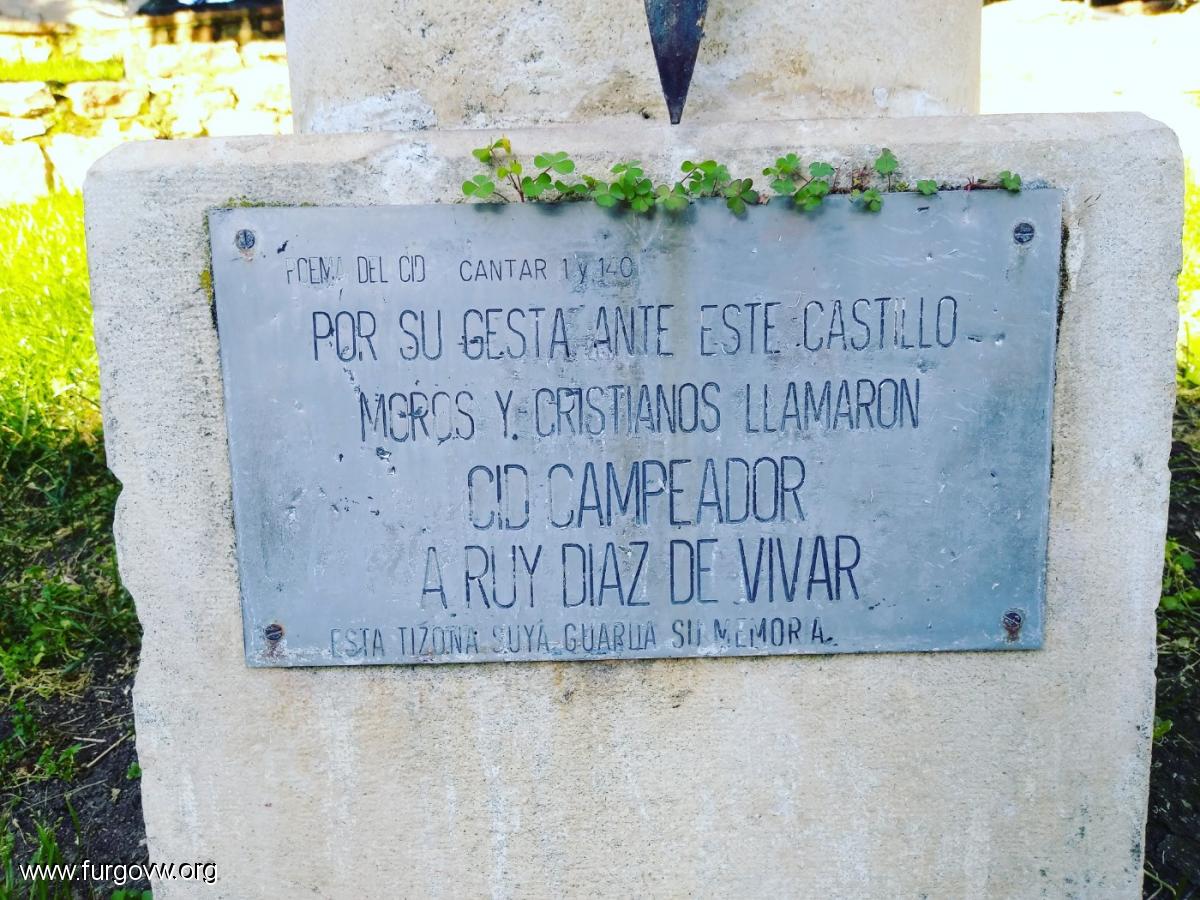 POEMA DEL CID CANTAR 1 y 140
POR SU GESTA ANTE ESTE CASTILLO
MOROS Y CRISTIANOS LLAMARON
CID CAMPEADOR
A RUY DIAZ DE VIVAR
ESTA TIZONA SUYA GUARDA SU MEMORIA.
www.furgovw.org